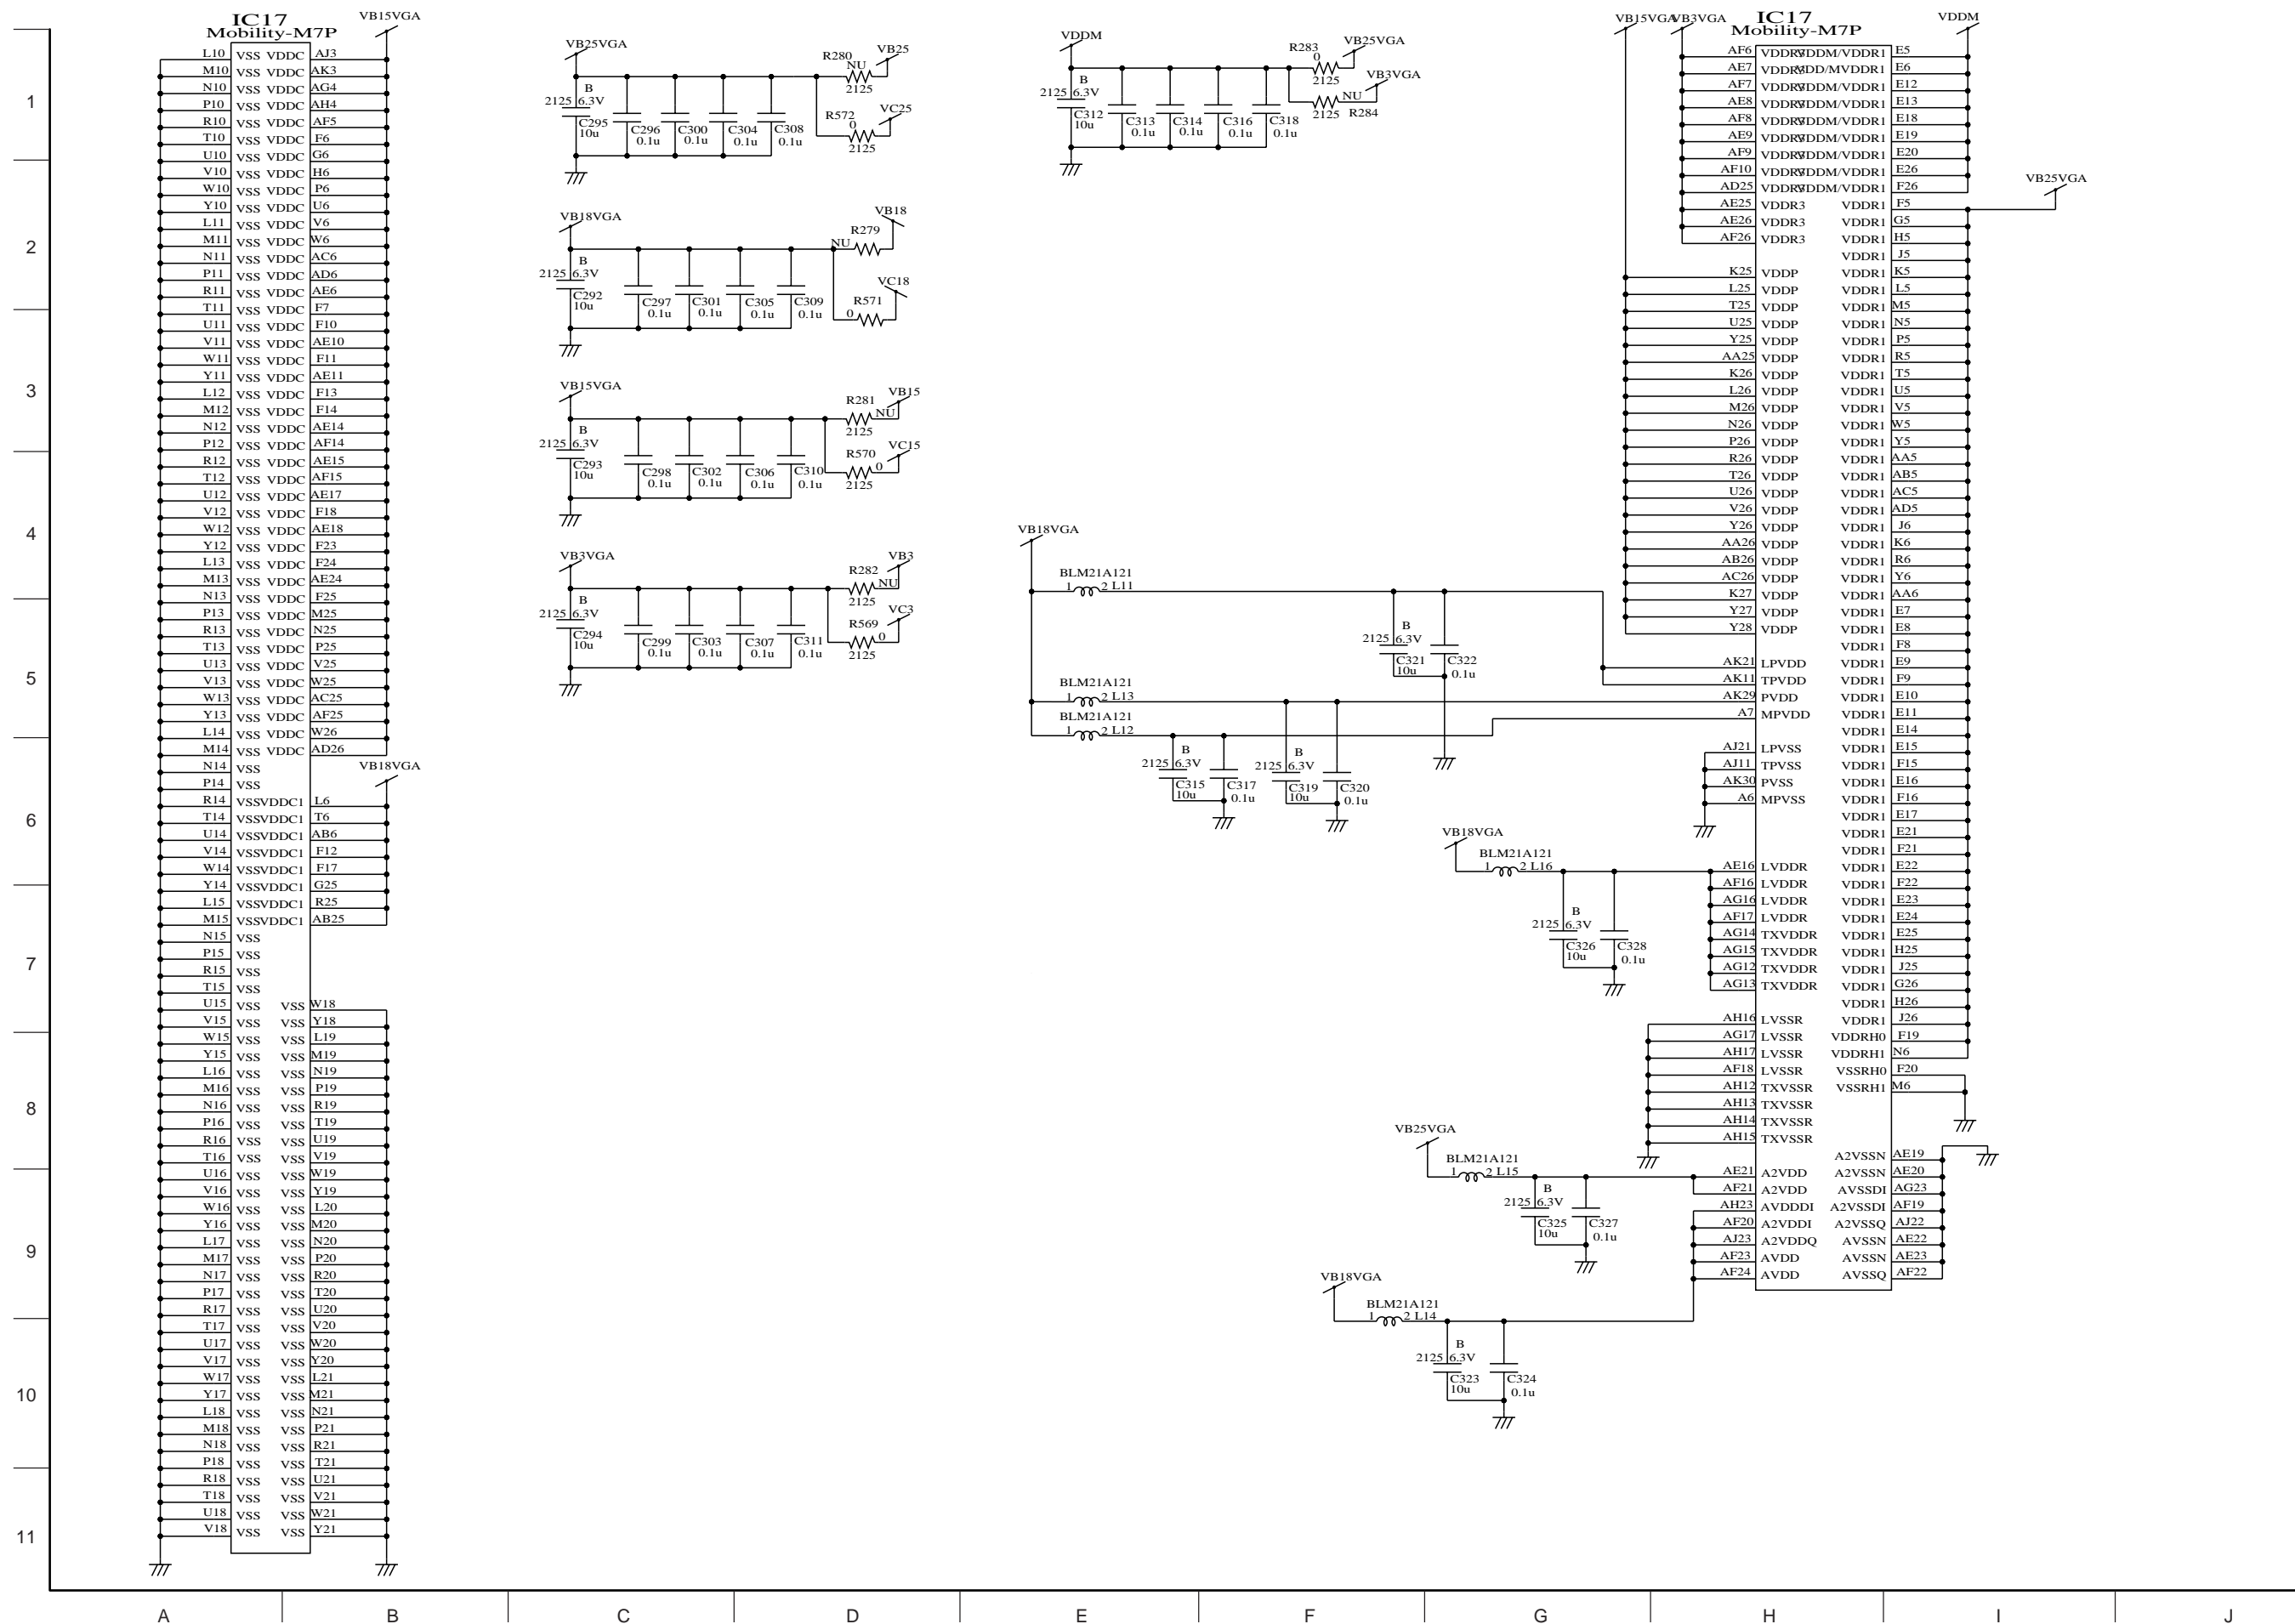 IC17
Mobility-M7P
VB15VGA
L10 VSS VDDC AJ3
M10 VSS VDDC AK3
N10 VSS VDDC AG4
P10 VSS VDDC AH4
R10 VSS VDDC AF5
T10 VSS VDDC F6
U10 VSS VDDC G6
V10 VSS VDDC H6
W10 VSS VDDC P6
Y10 VSS VDDC U6
L11 VSS VDDC V6
M11 VSS VDDC W6
N11 VSS VDDC AC6
P11 VSS VDDC AD6
R11 VSS VDDC AE6
T11 VSS VDDC F7
U11 VSS VDDC F10
V11 VSS VDDC AE10
W11 VSS VDDC F11
Y11 VSS VDDC AE11
L12 VSS VDDC F13
M12 VSS VDDC F14
N12 VSS VDDC AE14
P12 VSS VDDC AF14
R12 VSS VDDC AE15
T12 VSS VDDC AF15
U12 VSS VDDC AE17
V12 VSS VDDC F18
W12 VSS VDDC AE18
Y12 VSS VDDC F23
L13 VSS VDDC F24
M13 VSS VDDC AE24
N13 VSS VDDC F25
P13 VSS VDDC M25
R13 VSS VDDC N25
T13 VSS VDDC P25
U13 VSS VDDC V25
V13 VSS VDDC W25
W13 VSS VDDC AC25
Y13 VSS VDDC AF25
L14 VSS VDDC W26
M14 VSS VDDC AD26
N14 VSS
VB18VGA
P14 VSS
R14 VSS VDDC1 L6
T14 VSS VDDC1 T6
U14 VSS VDDC1 AB6
V14 VSS VDDC1 F12
W14 VSS VDDC1 F17
Y14 VSS VDDC1 G25
L15 VSS VDDC1 R25
M15 VSS VDDC1 AB25
N15 VSS
P15 VSS
R15 VSS
T15 VSS
U15 VSS VSS W18
V15 VSS VSS Y18
W15 VSS VSS L19
Y15 VSS VSS M19
L16 VSS VSS N19
M16 VSS VSS P19
N16 VSS VSS R19
P16 VSS VSS T19
R16 VSS VSS U19
T16 VSS VSS V19
U16 VSS VSS W19
V16 VSS VSS Y19
W16 VSS VSS L20
Y16 VSS VSS M20
L17 VSS VSS N20
M17 VSS VSS P20
N17 VSS VSS R20
P17 VSS VSS T20
R17 VSS VSS U20
T17 VSS VSS V20
U17 VSS VSS W20
V17 VSS VSS Y20
W17 VSS VSS L21
Y17 VSS VSS M21
L18 VSS VSS N21
M18 VSS VSS P21
N18 VSS VSS R21
P18 VSS VSS T21
R18 VSS VSS U21
T18 VSS VSS V21
U18 VSS VSS W21
V18 VSS VSS Y21
VB25VGA
B
2125 6.3V
C295
10u
C296
0.1u
C300
0.1u
C304
0.1u
C308
0.1u
R280
NU
2125
VB25
R572
0
2125
VC25
VB18VGA
B
2125 6.3V
C292
10u
C297
0.1u
C301
0.1u
C305
0.1u
C309
0.1u
NU
R279
VB18
R571
0
VC18
VB15VGA
B
2125 6.3V
C293
10u
C298
0.1u
C302
0.1u
C306
0.1u
C310
0.1u
R281
NU
2125
VB15
R570
0
2125
VC15
VB3VGA
B
2125 6.3V
C294
10u
C299
0.1u
C303
0.1u
C307
0.1u
C311
0.1u
R282
NU
2125
VB3
R569
0
2125
VC3
VDDM
B
2125 6.3V
C312
10u
C313
0.1u
C314
0.1u
C316
0.1u
C318
0.1u
R283
0
2125
VB25VGA
VB3VGA
NU
2125
R284
VB18VGA
BLM21A121
1 2 L11
B
2125 6.3V
C321
10u
C322
0.1u
BLM21A121
1 2 L13
BLM21A121
1 2 L12
B
2125 6.3V
C315
10u
C317
0.1u
B
2125 6.3V
C319
10u
C320
0.1u
VB18VGA
BLM21A121
1 2 L16
B
2125 6.3V
C326
10u
C328
0.1u
VB25VGA
BLM21A121
1 2 L15
B
2125 6.3V
C325
10u
C327
0.1u
VB18VGA
BLM21A121
1 2 L14
B
2125 6.3V
C323
10u
C324
0.1u
VB15VGA
VB3VGA
IC17
Mobility-M7P
VDDM
AF6 VDDR3 VDDM/VDDR1 E5
AE7 VDDR3 VDD/MVDDR1 E6
AF7 VDDR3 VDDM/VDDR1 E12
AE8 VDDR3 VDDM/VDDR1 E13
AF8 VDDR3 VDDM/VDDR1 E18
AE9 VDDR3 VDDM/VDDR1 E19
AF9 VDDR3 VDDM/VDDR1 E20
AF10 VDDR3 VDDM/VDDR1 E26
AD25 VDDR3 VDDM/VDDR1 F26
VB25VGA
AE25 VDDR3 VDDR1 F5
AE26 VDDR3 VDDR1 G5
AF26 VDDR3 VDDR1 H5
VDDR1 J5
K25 VDDP VDDR1 K5
L25 VDDP VDDR1 L5
T25 VDDP VDDR1 M5
U25 VDDP VDDR1 N5
Y25 VDDP VDDR1 P5
AA25 VDDP VDDR1 R5
K26 VDDP VDDR1 T5
L26 VDDP VDDR1 U5
M26 VDDP VDDR1 V5
N26 VDDP VDDR1 W5
P26 VDDP VDDR1 Y5
R26 VDDP VDDR1 AA5
T26 VDDP VDDR1 AB5
U26 VDDP VDDR1 AC5
V26 VDDP VDDR1 AD5
Y26 VDDP VDDR1 J6
AA26 VDDP VDDR1 K6
AB26 VDDP VDDR1 R6
AC26 VDDP VDDR1 Y6
K27 VDDP VDDR1 AA6
Y27 VDDP VDDR1 E7
Y28 VDDP VDDR1 E8
VDDR1 F8
AK21 LPVDD VDDR1 E9
AK11 TPVDD VDDR1 F9
AK29 PVDD VDDR1 E10
A7 MPVDD VDDR1 E11
VDDR1 E14
AJ21 LPVSS VDDR1 E15
AJ11 TPVSS VDDR1 F15
AK30 PVSS VDDR1 E16
A6 MPVSS VDDR1 F16
VDDR1 E17
VDDR1 E21
VDDR1 F21
AE16 LVDDR VDDR1 E22
AF16 LVDDR VDDR1 F22
AG16 LVDDR VDDR1 E23
AF17 LVDDR VDDR1 E24
AG14 TXVDDR VDDR1 E25
AG15 TXVDDR VDDR1 H25
AG12 TXVDDR VDDR1 J25
AG13 TXVDDR VDDR1 G26
VDDR1 H26
AH16 LVSSR VDDR1 J26
AG17 LVSSR VDDRH0 F19
AH17 LVSSR VDDRH1 N6
AF18 LVSSR VSSRH0 F20
AH12 TXVSSR VSSRH1 M6
AH13 TXVSSR
AH14 TXVSSR
AH15 TXVSSR
A2VSSN AE19
AE21 A2VDD A2VSSN AE20
AF21 A2VDD AVSSDI AG23
AH23 AVDDDI A2VSSDI AF19
AF20 A2VDDI A2VSSQ AJ22
AJ23 A2VDDQ AVSSN AE22
AF23 AVDD AVSSN AE23
AF24 AVDD AVSSQ AF22
1
2
3
4
5
6
7
8
9
10
11
A B C D E F G H I J